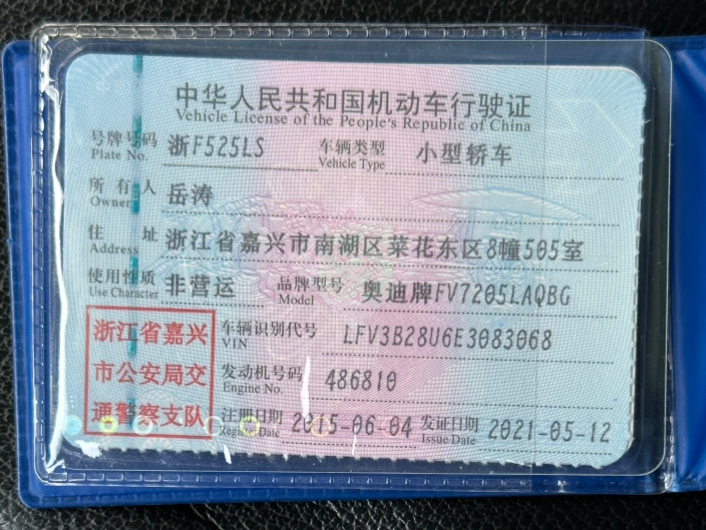 中华人民共和国机动车行驶证
Vehicle License of the People's Republic of China
号牌号码 浙F525LS 车辆类型 小型轿车
Plate No. Vehicle Type
所有人 岳涛
Owner
住址 浙江省嘉兴市南湖区菜花东区8幢505室
Address
使用性质 非营运 品牌型号 奥迪牌FV7205LAQBG
Use Character Model
浙江省嘉兴
市公安局交
通警察支队
车辆识别代号 LFV3B28U6E3083068
VIN
发动机号码 486810
Engine No.
注册日期 2015-06-04 发证日期 2021-05-12
Register Date Issue Date